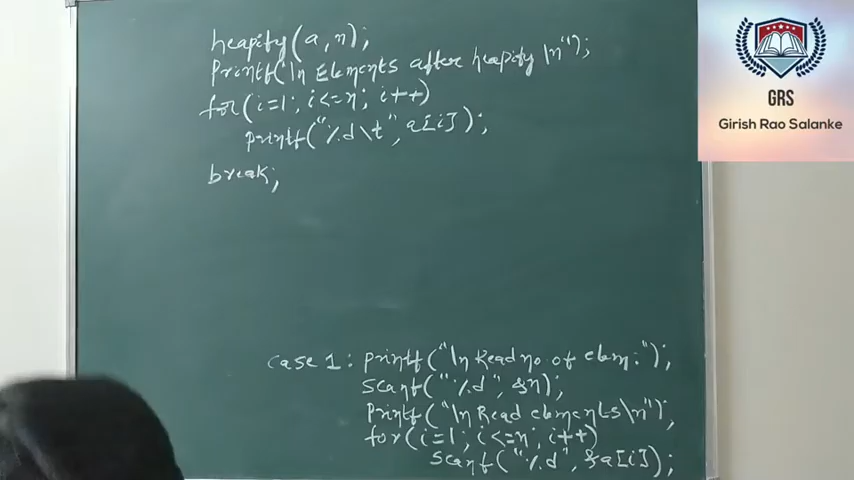 heapify(a,n);
printf("\n Elements after heapify \n");
for(i=1; i<=n; i++)
printf("%d\t", a[i]);
break;
case 1: printf("\n Read no of elem:");
scanf("%d", &n);
printf("\n Read elements\n");
for(i=1; i<=n; i++)
scanf("%d", &a[i]);
GRS
Girish Rao Salanke